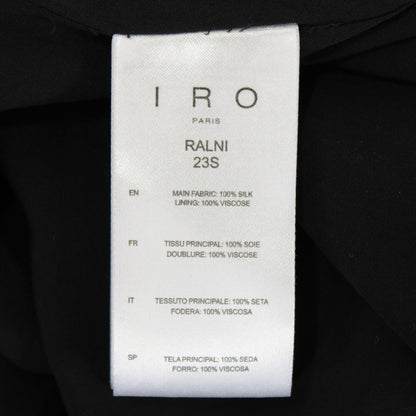 IRO
PARIS
RALNI
23S
EN
MAIN FABRIC: 100% SILK
LINING: 100% VISCOSE
FR
TISSU PRINCIPAL: 100% SOIE
DOUBLURE: 100% VISCOSE
IT
TESSUTO PRINCIPALE: 100% SETA
FODERA: 100% VISCOSA
SP
TELA PRINCIPAL: 100% SEDA
FORRO: 100% VISCOSA